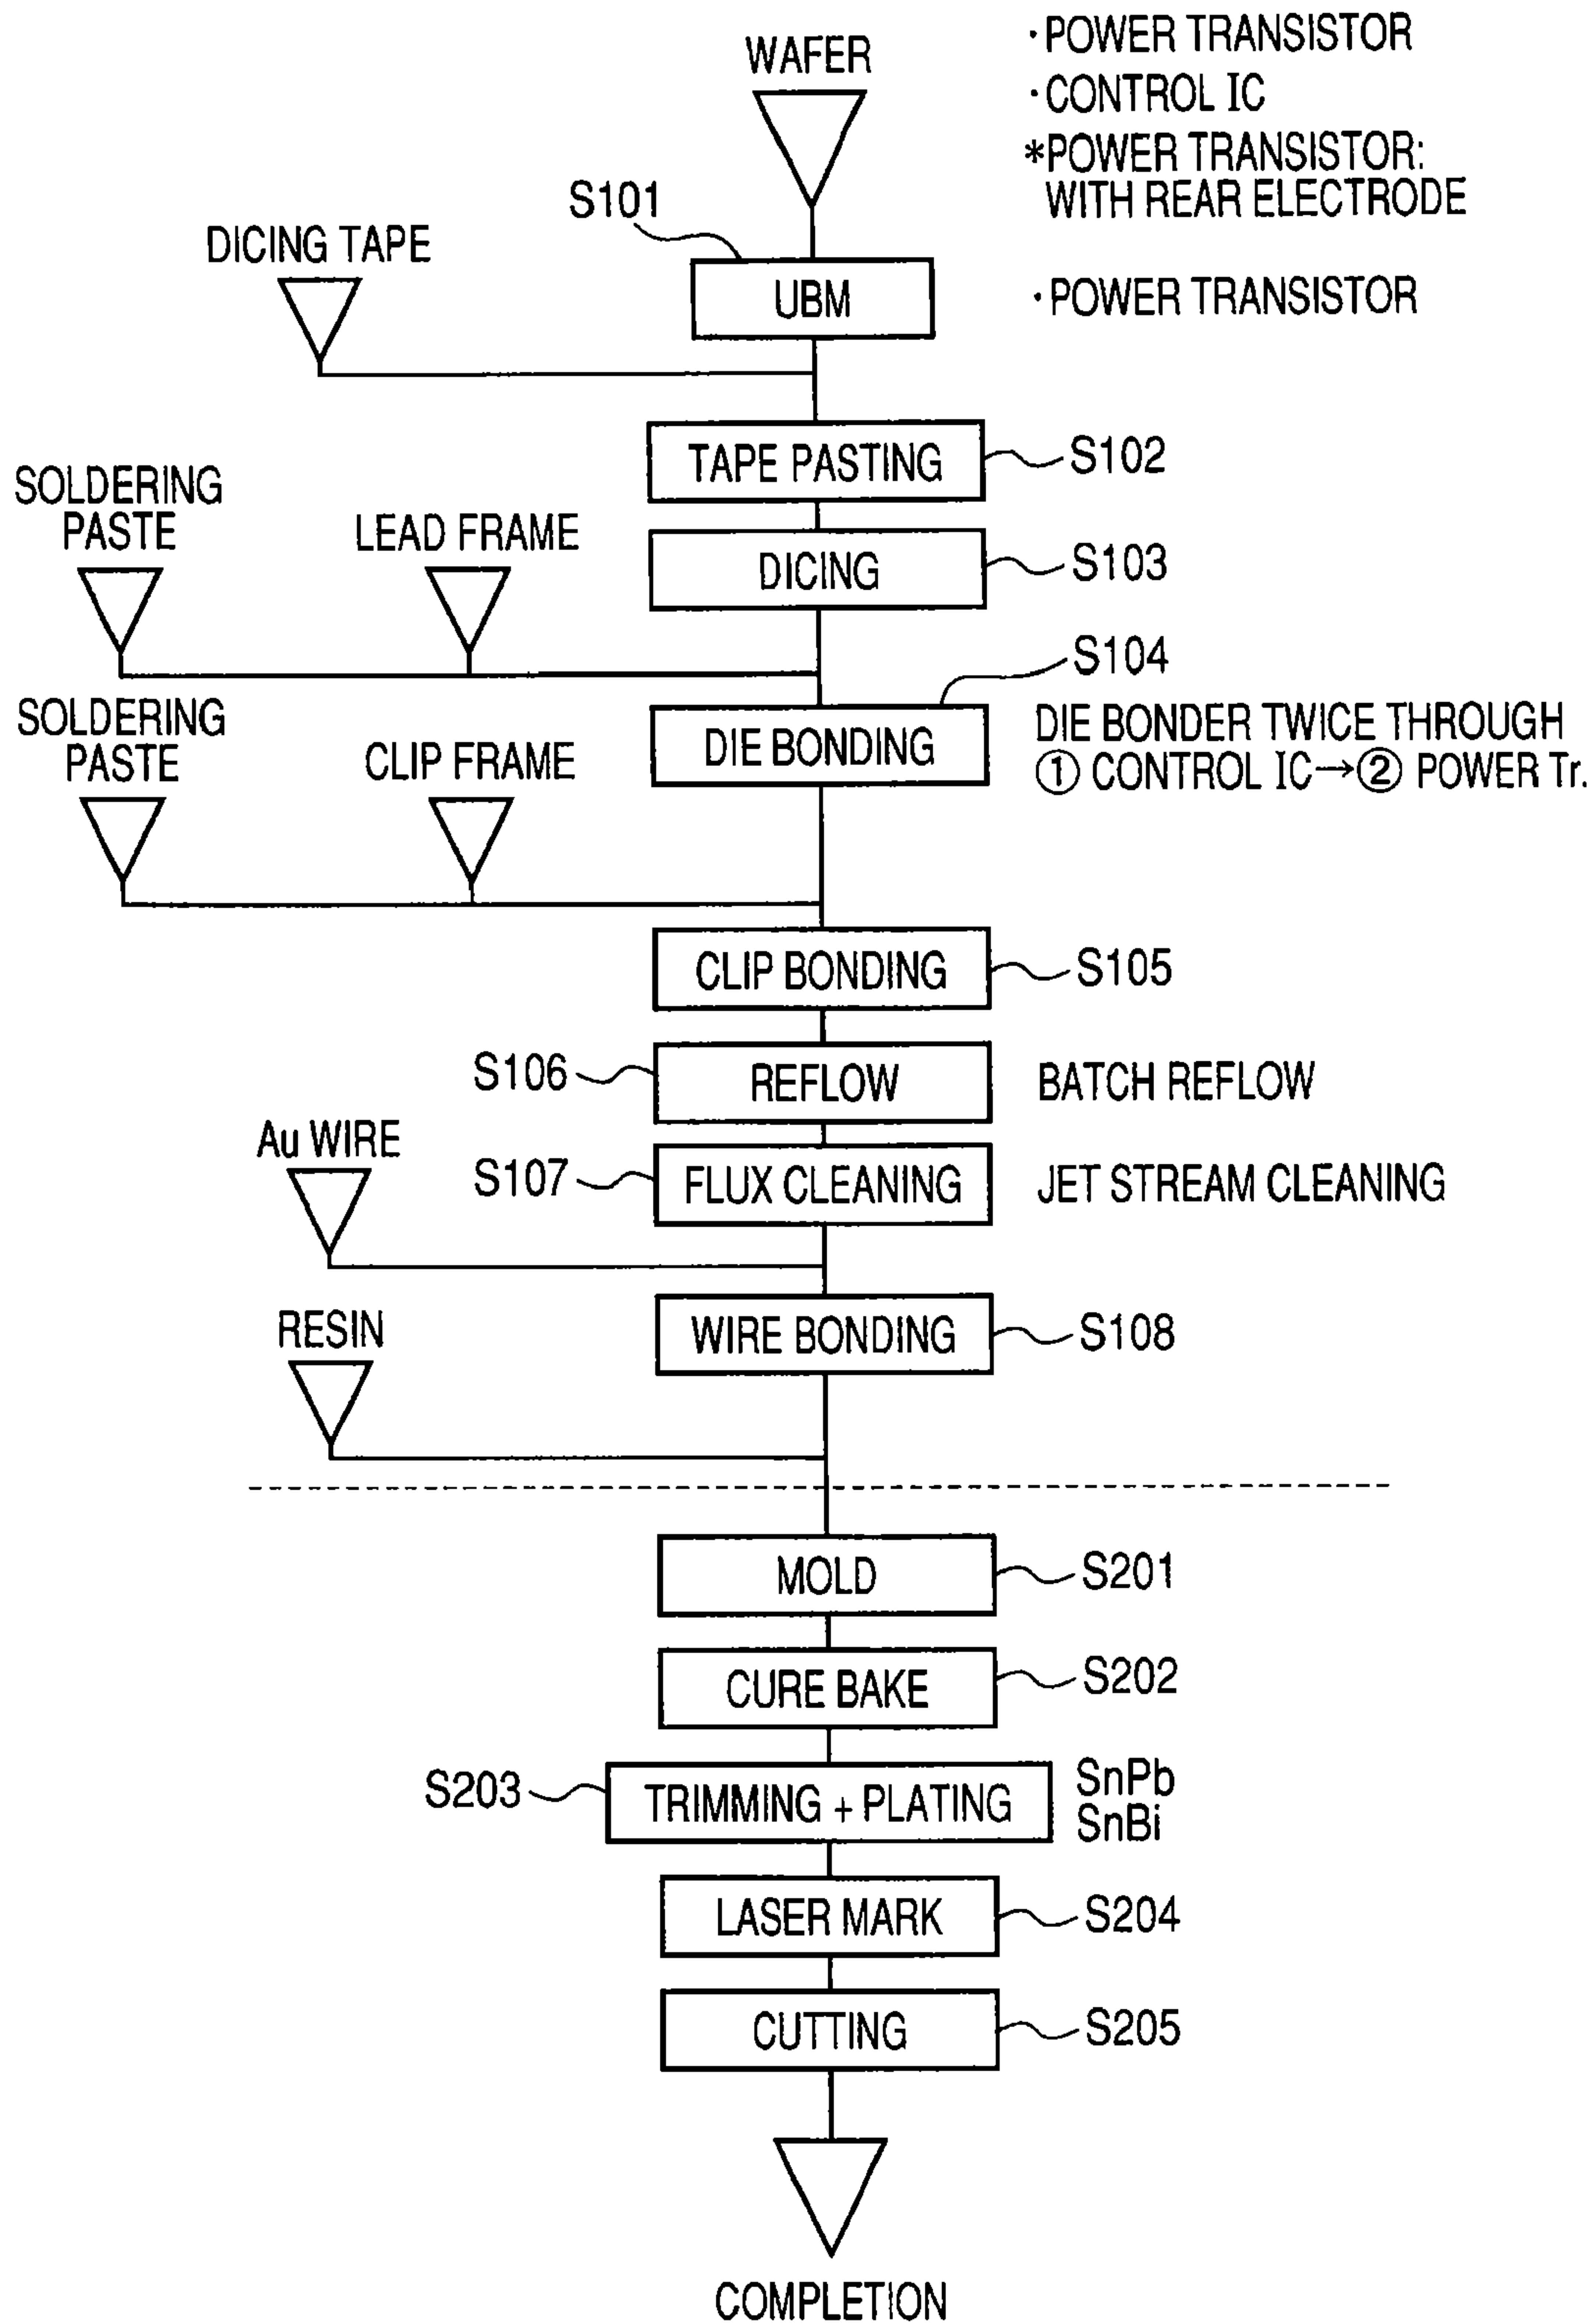 WAFER
· POWER TRANSISTOR
· CONTROL IC
*POWER TRANSISTOR:
WITH REAR ELECTRODE
S101
DICING TAPE
UBM
· POWER TRANSISTOR
TAPE PASTING
S102
SOLDERING
PASTE
LEAD FRAME
DICING
S103
S104
SOLDERING
PASTE
CLIP FRAME
DIE BONDING
DIE BONDER TWICE THROUGH
① CONTROL IC→② POWER Tr.
CLIP BONDING
S105
S106
REFLOW
BATCH REFLOW
Au WIRE
S107
FLUX CLEANING
JET STREAM CLEANING
RESIN
WIRE BONDING
S108
MOLD
S201
CURE BAKE
S202
S203
TRIMMING + PLATING
SnPb
SnBi
LASER MARK
S204
CUTTING
S205
COMPLETION